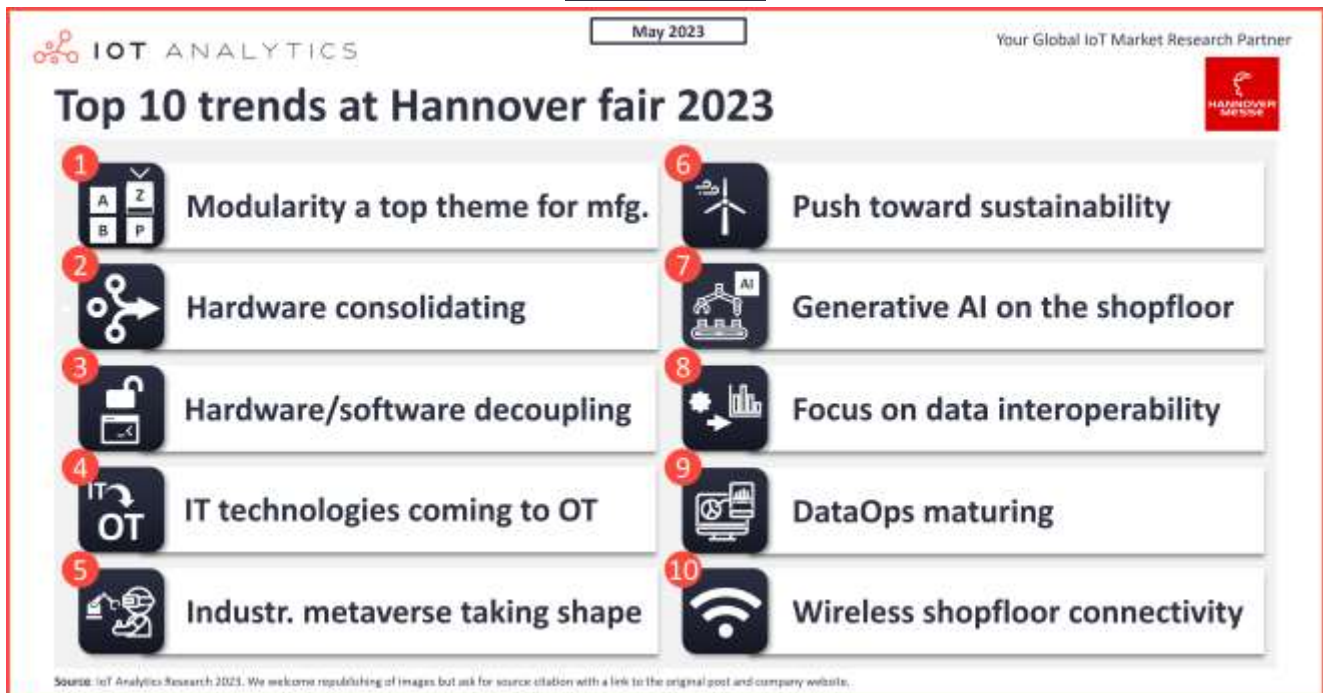 IOT ANALYTICS
May 2023
Your Global IoT Market Research Partner
HANNOVER
MESSE
Top 10 trends at Hannover fair 2023
1
A Z
B P
Modularity a top theme for mfg.
2
Hardware consolidating
3
Hardware/software decoupling
4
IT
OT
IT technologies coming to OT
5
Industr. metaverse taking shape
6
Push toward sustainability
7
AI
Generative AI on the shopfloor
8
Focus on data interoperability
9
DataOps maturing
10
Wireless shopfloor connectivity
Source: IoT Analytics Research 2023. We welcome republishing of images but ask for source citation with a link to the original post and company website.